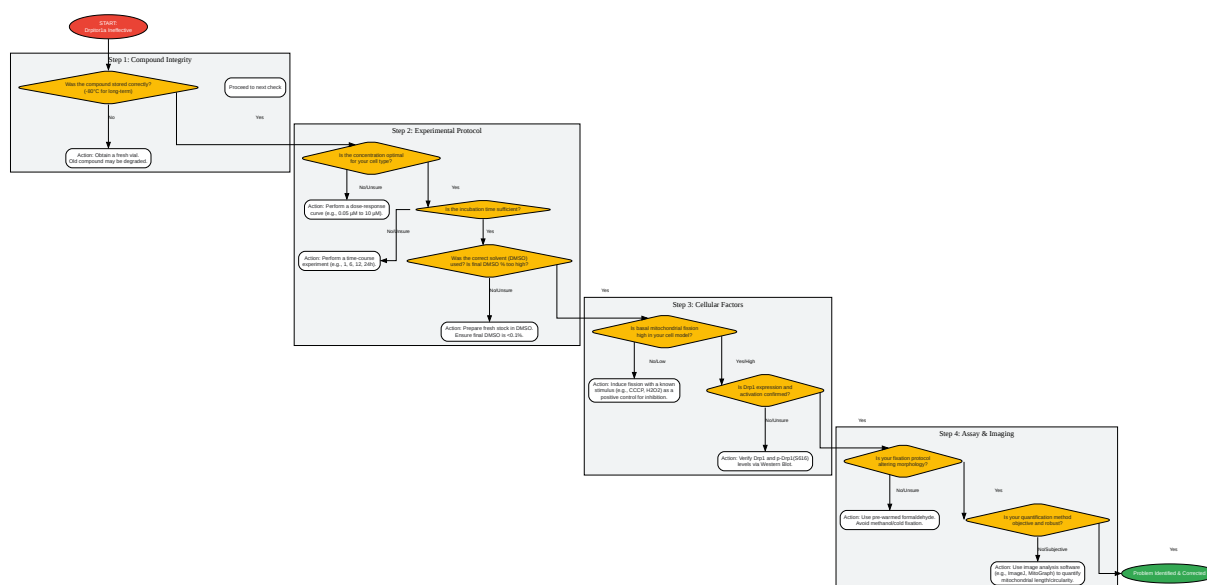 START:
Drpitor1a Ineffective
Step 1: Compound Integrity
Was the compound stored correctly?
(-80°C for long-term)
Proceed to next check
No
Yes
Action: Obtain a fresh vial.
Old compound may be degraded.
Step 2: Experimental Protocol
Is the concentration optimal
for your cell type?
No/Unsure
Yes
Action: Perform a dose-response
curve (e.g., 0.05 µM to 10 µM).
Is the incubation time sufficient?
No/Unsure
Yes
Action: Perform a time-course
experiment (e.g., 1, 6, 12, 24h).
Was the correct solvent (DMSO)
used? Is final DMSO % too high?
No/Unsure
Yes
Action: Prepare fresh stock in DMSO.
Ensure final DMSO is <0.1%.
Step 3: Cellular Factors
Is basal mitochondrial fission
high in your cell model?
No/Low
Yes/High
Action: Induce fission with a known
stimulus (e.g., CCCP, H2O2) as a
positive control for inhibition.
Is Drp1 expression and
activation confirmed?
No/Unsure
Yes
Action: Verify Drp1 and p-Drp1(S616)
levels via Western Blot.
Step 4: Assay & Imaging
Is your fixation protocol
altering morphology?
No/Unsure
Yes
Action: Use pre-warmed formaldehyde.
Avoid methanol/cold fixation.
Is your quantification method
objective and robust?
No/Subjective
Yes
Action: Use image analysis software
(e.g., ImageJ, MitoGraph) to quantify
mitochondrial length/circularity.
Problem Identified & Corrected